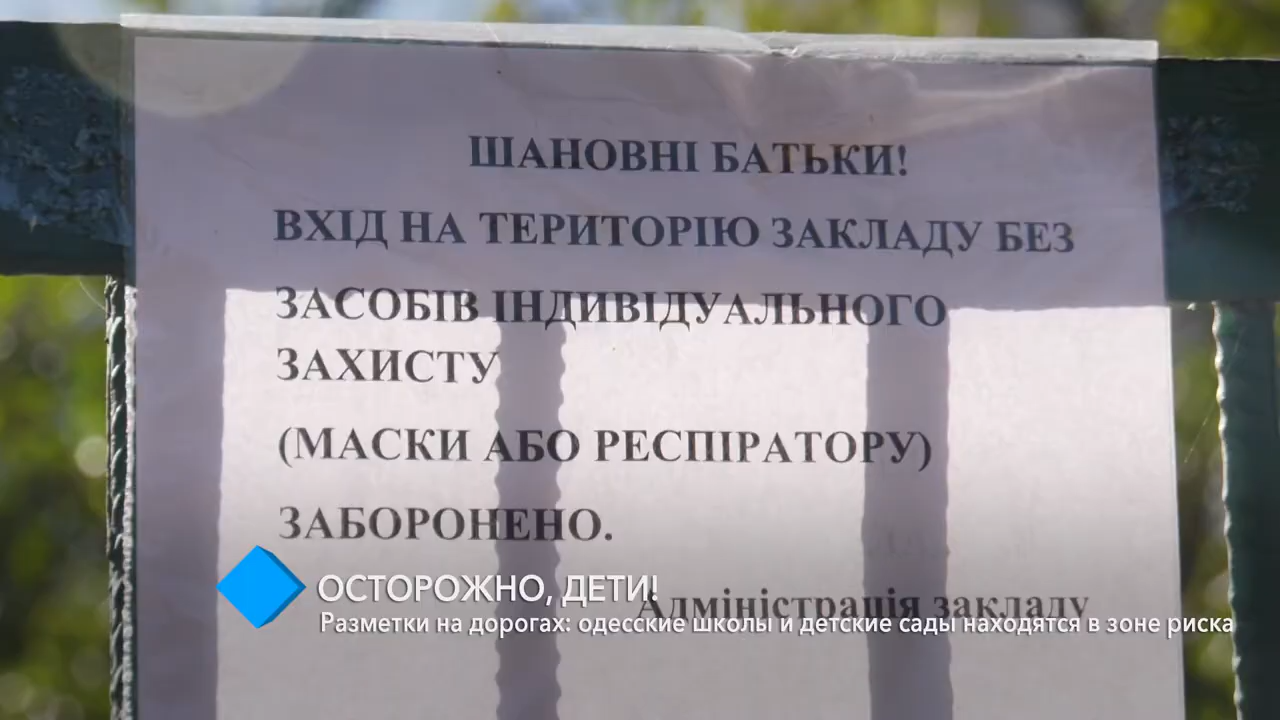 ШАНОВНІ БАТЬКИ!
ВХІД НА ТЕРИТОРІЮ ЗАКЛАДУ БЕЗ
ЗАСОБІВ ІНДИВІДУАЛЬНОГО
ЗАХИСТУ
(МАСКИ АБО РЕСПІРАТОРУ)
ЗАБОРОНЕНО.
Адміністрація закладу
ОСТОРОЖНО, ДЕТИ!
Разметки на дорогах: одесские школы и детские сады находятся в зоне риска